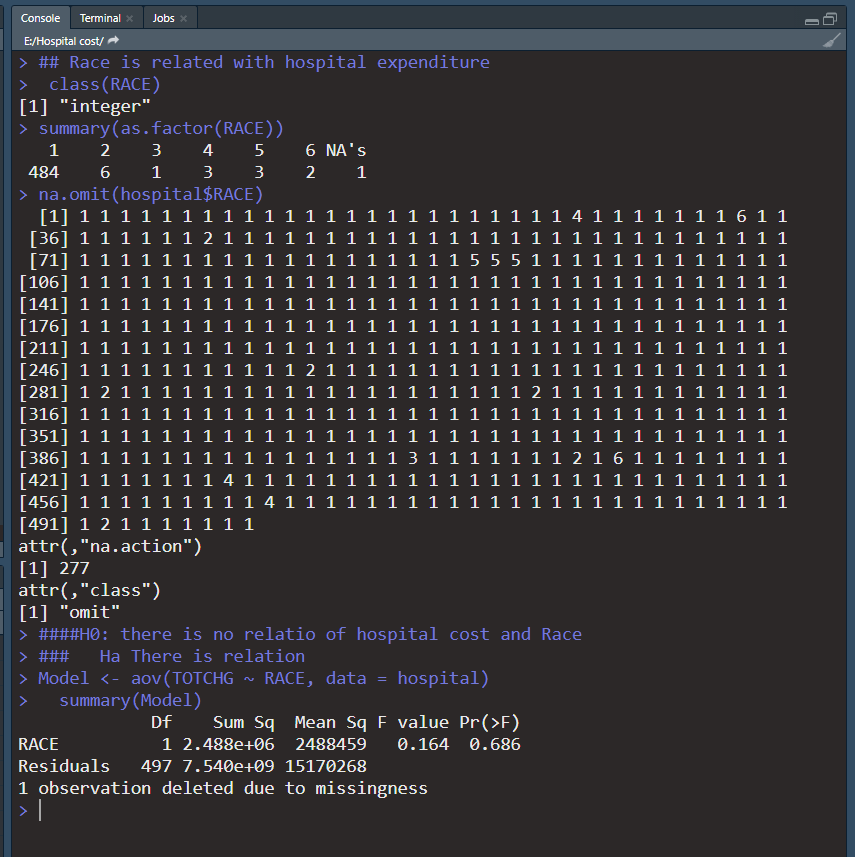 Console Terminal Jobs
E:/Hospital cost/
> ## Race is related with hospital expenditure
>  class(RACE)
[1] "integer"
> summary(as.factor(RACE))
   1    2    3    4    5    6 NA's
 484    6    1    3    3    2    1
> na.omit(hospital$RACE)
  [1] 1 1 1 1 1 1 1 1 1 1 1 1 1 1 1 1 1 1 1 1 1 1 1 1 4 1 1 1 1 1 1 1 6 1 1
 [36] 1 1 1 1 1 1 2 1 1 1 1 1 1 1 1 1 1 1 1 1 1 1 1 1 1 1 1 1 1 1 1 1 1 1 1
 [71] 1 1 1 1 1 1 1 1 1 1 1 1 1 1 1 1 1 1 1 5 5 5 1 1 1 1 1 1 1 1 1 1 1 1 1
[106] 1 1 1 1 1 1 1 1 1 1 1 1 1 1 1 1 1 1 1 1 1 1 1 1 1 1 1 1 1 1 1 1 1 1 1
[141] 1 1 1 1 1 1 1 1 1 1 1 1 1 1 1 1 1 1 1 1 1 1 1 1 1 1 1 1 1 1 1 1 1 1 1
[176] 1 1 1 1 1 1 1 1 1 1 1 1 1 1 1 1 1 1 1 1 1 1 1 1 1 1 1 1 1 1 1 1 1 1 1
[211] 1 1 1 1 1 1 1 1 1 1 1 1 1 1 1 1 1 1 1 1 1 1 1 1 1 1 1 1 1 1 1 1 1 1 1
[246] 1 1 1 1 1 1 1 1 1 1 1 2 1 1 1 1 1 1 1 1 1 1 1 1 1 1 1 1 1 1 1 1 1 1 1
[281] 1 2 1 1 1 1 1 1 1 1 1 1 1 1 1 1 1 1 1 1 1 1 2 1 1 1 1 1 1 1 1 1 1 1 1
[316] 1 1 1 1 1 1 1 1 1 1 1 1 1 1 1 1 1 1 1 1 1 1 1 1 1 1 1 1 1 1 1 1 1 1 1
[351] 1 1 1 1 1 1 1 1 1 1 1 1 1 1 1 1 1 1 1 1 1 1 1 1 1 1 1 1 1 1 1 1 1 1 1
[386] 1 1 1 1 1 1 1 1 1 1 1 1 1 1 1 1 3 1 1 1 1 1 1 1 2 1 6 1 1 1 1 1 1 1 1
[421] 1 1 1 1 1 1 1 4 1 1 1 1 1 1 1 1 1 1 1 1 1 1 1 1 1 1 1 1 1 1 1 1 1 1 1
[456] 1 1 1 1 1 1 1 1 1 4 1 1 1 1 1 1 1 1 1 1 1 1 1 1 1 1 1 1 1 1 1 1 1 1 1
[491] 1 2 1 1 1 1 1 1 1
attr(,"na.action")
[1] 277
attr(,"class")
[1] "omit"
> ####H0: there is no relatio of hospital cost and Race
> ###   Ha There is relation
> Model <- aov(TOTCHG ~ RACE, data = hospital)
>   summary(Model)
             Df    Sum Sq  Mean Sq F value Pr(>F)
RACE          1 2.488e+06  2488459   0.164  0.686
Residuals   497 7.540e+09 15170268
1 observation deleted due to missingness
>